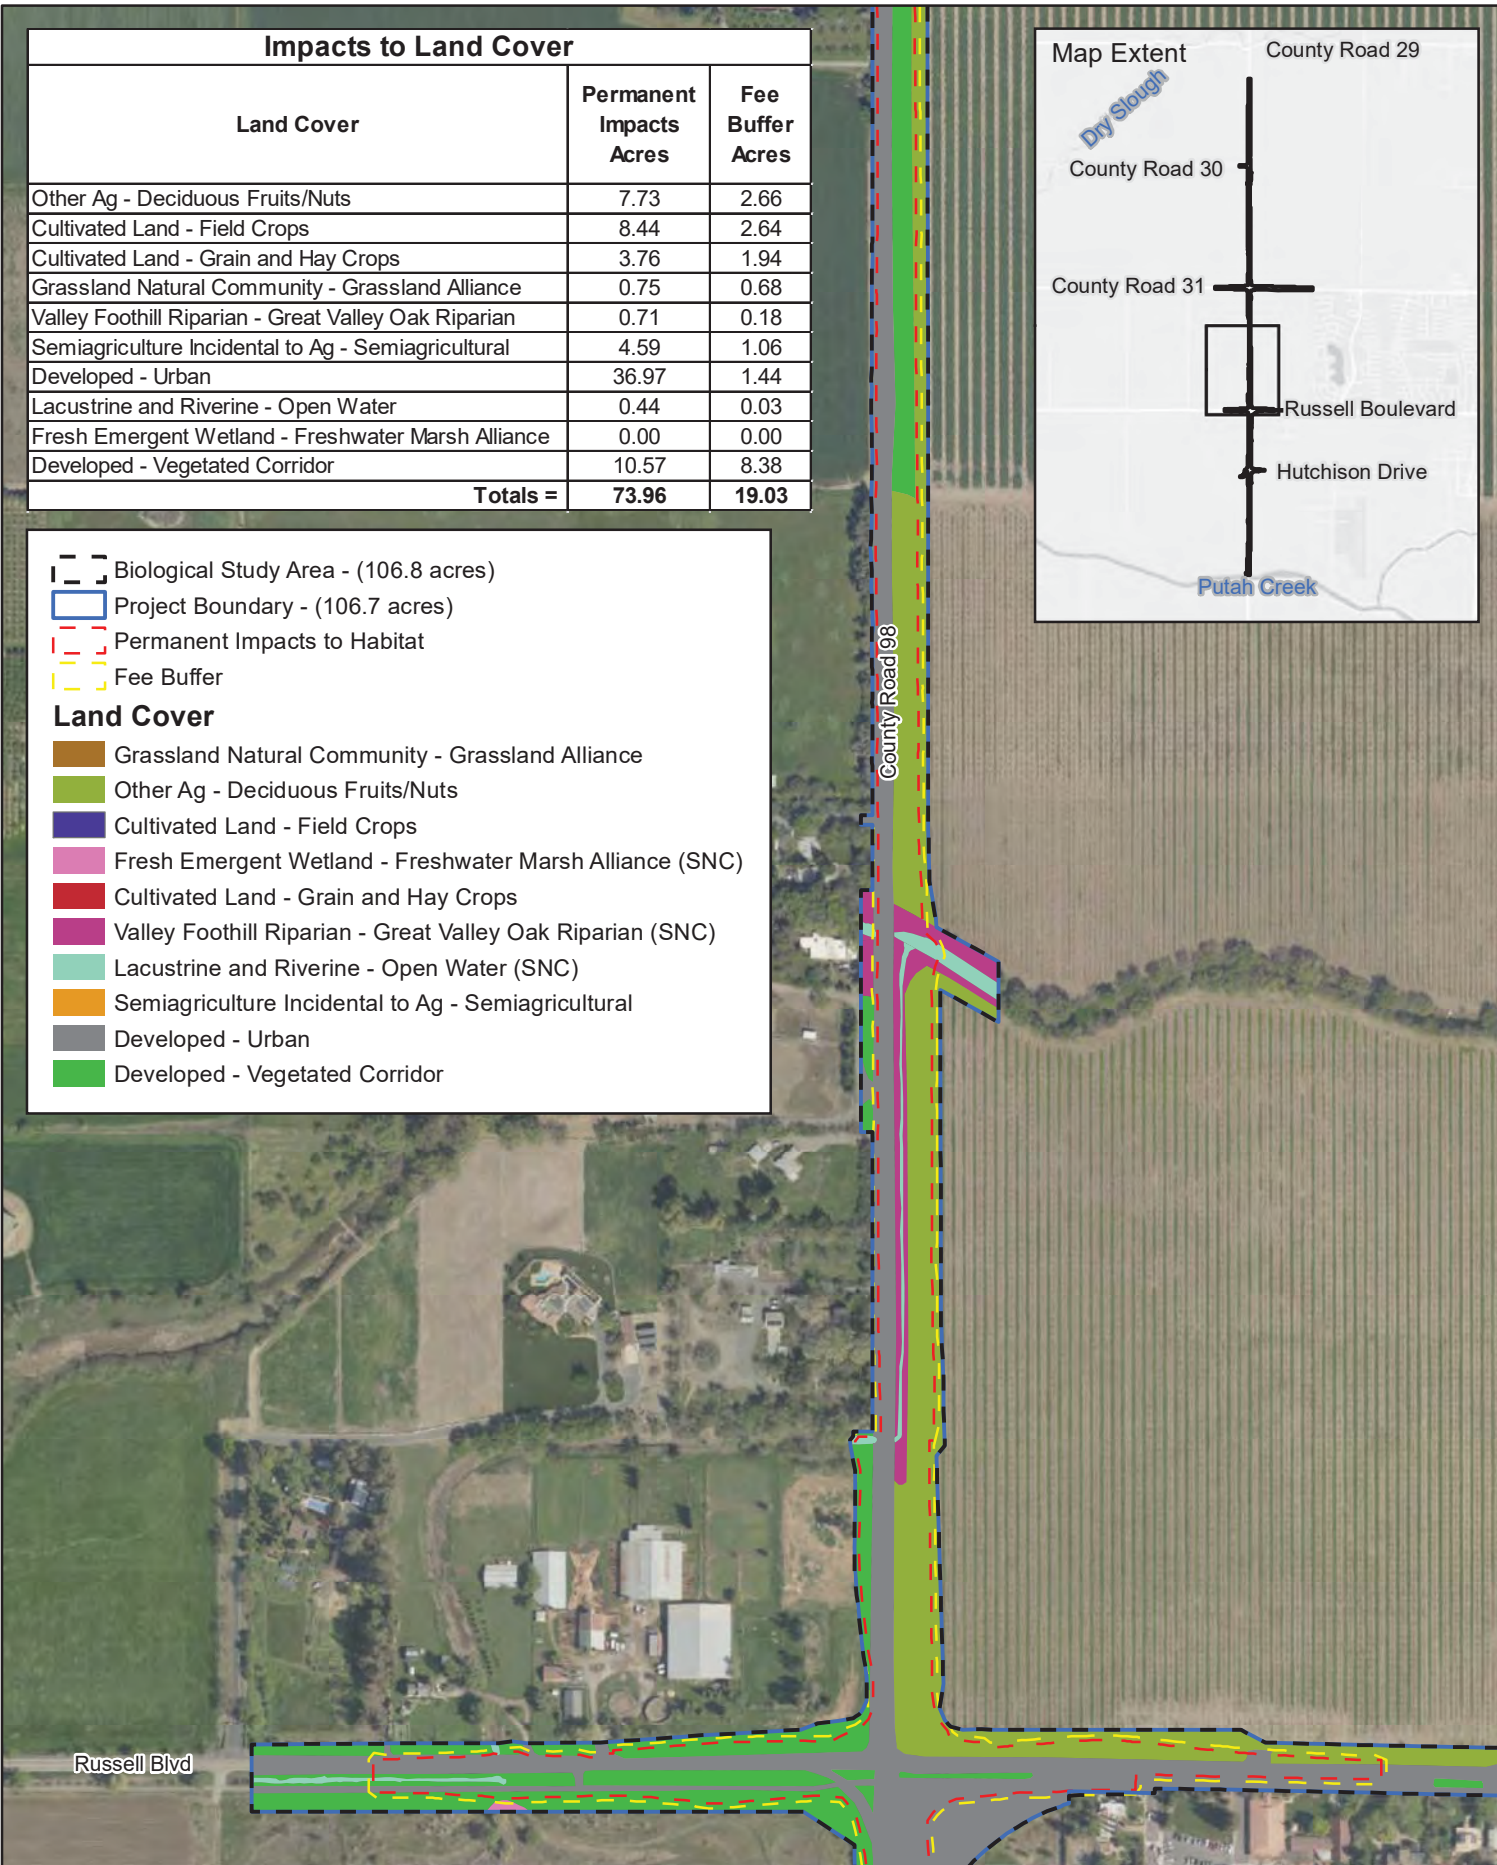 Impacts to Land Cover
Land Cover
Permanent
Impacts
Acres
Fee
Buffer
Acres
Other Ag - Deciduous Fruits/Nuts 7.73 2.66
Cultivated Land - Field Crops 8.44 2.64
Cultivated Land - Grain and Hay Crops 3.76 1.94
Grassland Natural Community - Grassland Alliance 0.75 0.68
Valley Foothill Riparian - Great Valley Oak Riparian 0.71 0.18
Semiagriculture Incidental to Ag - Semiagricultural 4.59 1.06
Developed - Urban 36.97 1.44
Lacustrine and Riverine - Open Water 0.44 0.03
Fresh Emergent Wetland - Freshwater Marsh Alliance 0.00 0.00
Developed - Vegetated Corridor 10.57 8.38
Totals = 73.96 19.03
Map Extent
County Road 29
Dry Slough
County Road 30
County Road 31
Russell Boulevard
Hutchison Drive
Putah Creek
Biological Study Area - (106.8 acres)
Project Boundary - (106.7 acres)
Permanent Impacts to Habitat
Fee Buffer
Land Cover
Grassland Natural Community - Grassland Alliance
Other Ag - Deciduous Fruits/Nuts
Cultivated Land - Field Crops
Fresh Emergent Wetland - Freshwater Marsh Alliance (SNC)
Cultivated Land - Grain and Hay Crops
Valley Foothill Riparian - Great Valley Oak Riparian (SNC)
Lacustrine and Riverine - Open Water (SNC)
Semiagriculture Incidental to Ag - Semiagricultural
Developed - Urban
Developed - Vegetated Corridor
County Road 98
Russell Blvd